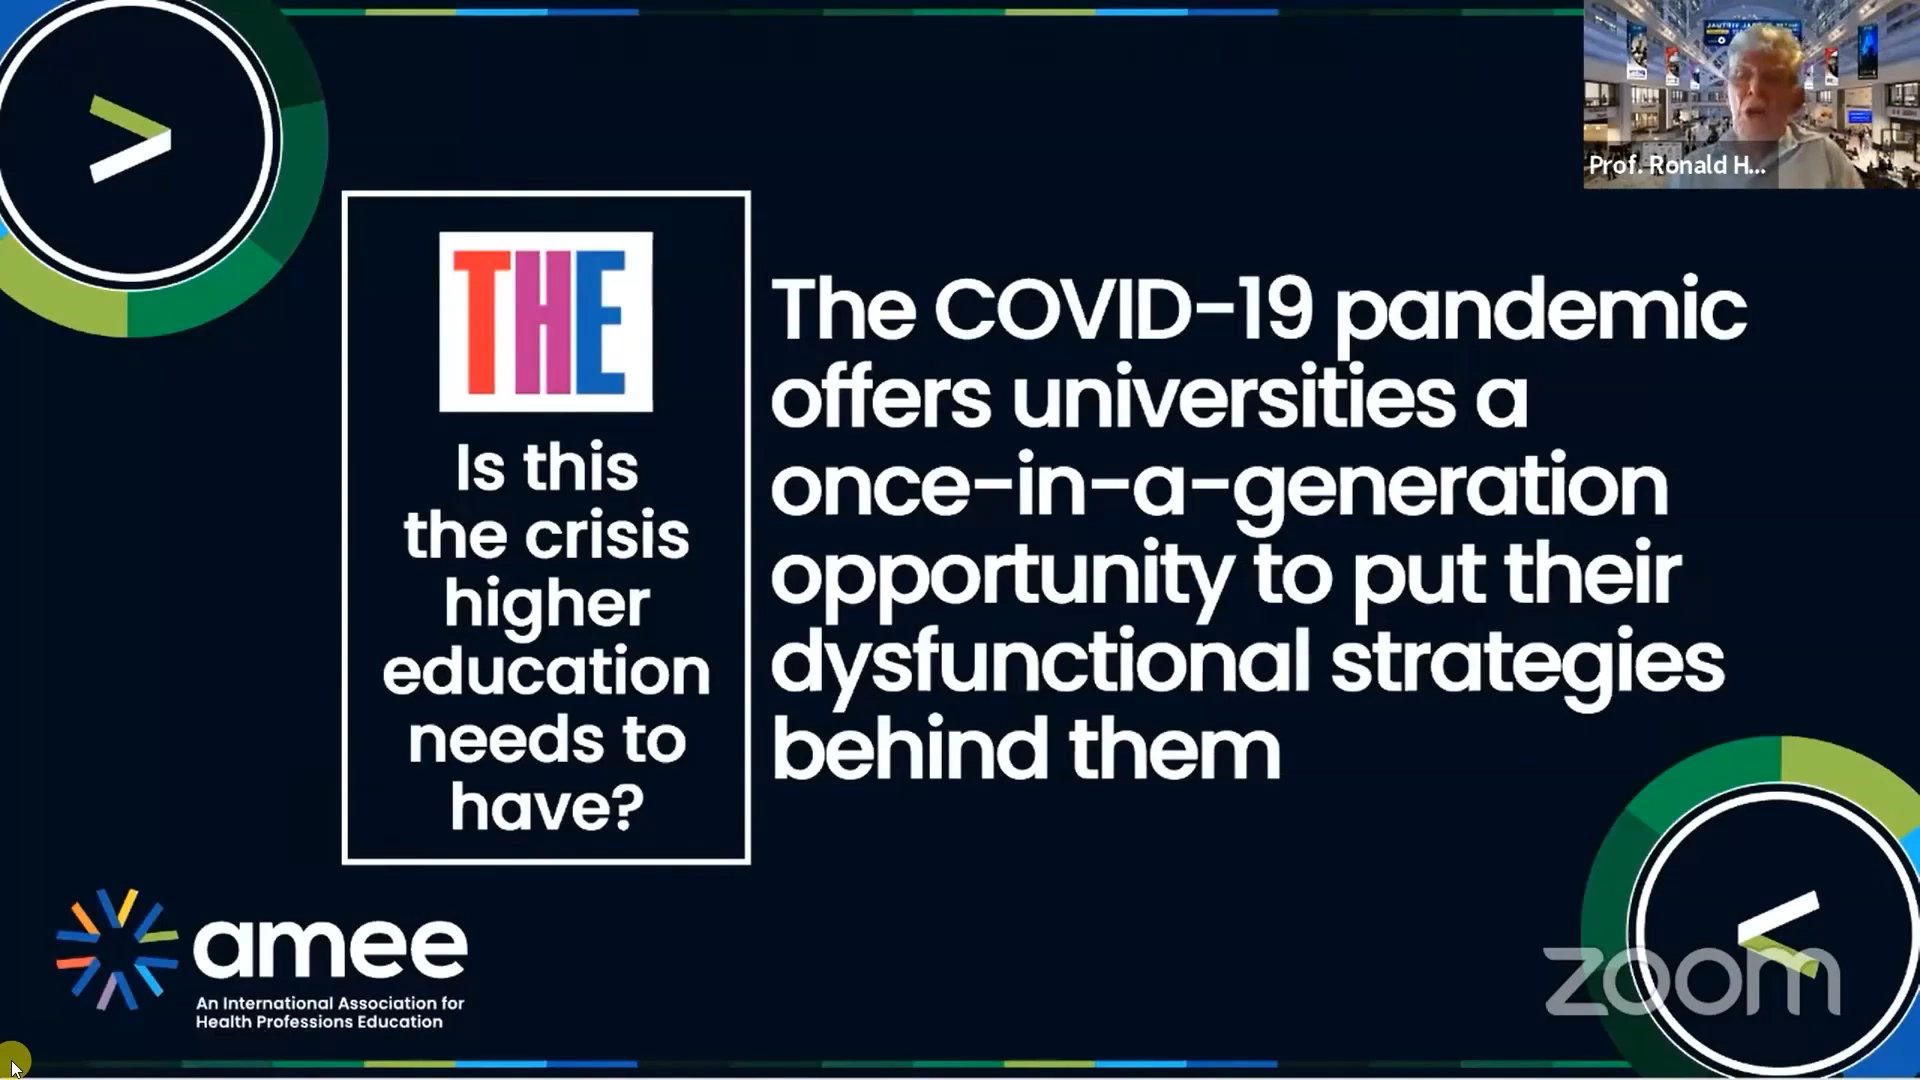 Prof. Ronald H...
THE
Is this
the crisis
higher
education
needs to
have?
The COVID-19 pandemic
offers universities a
once-in-a-generation
opportunity to put their
dysfunctional strategies
behind them
amee
An International Association for
Health Professions Education
zoom